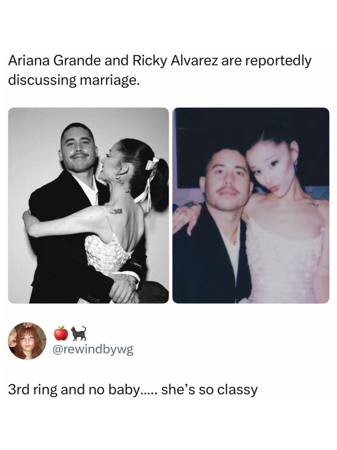 Ariana Grande and Ricky Alvarez are reportedly
discussing marriage.
🍎🐈‍⬛
@rewindbywg
3rd ring and no baby..... she's so classy